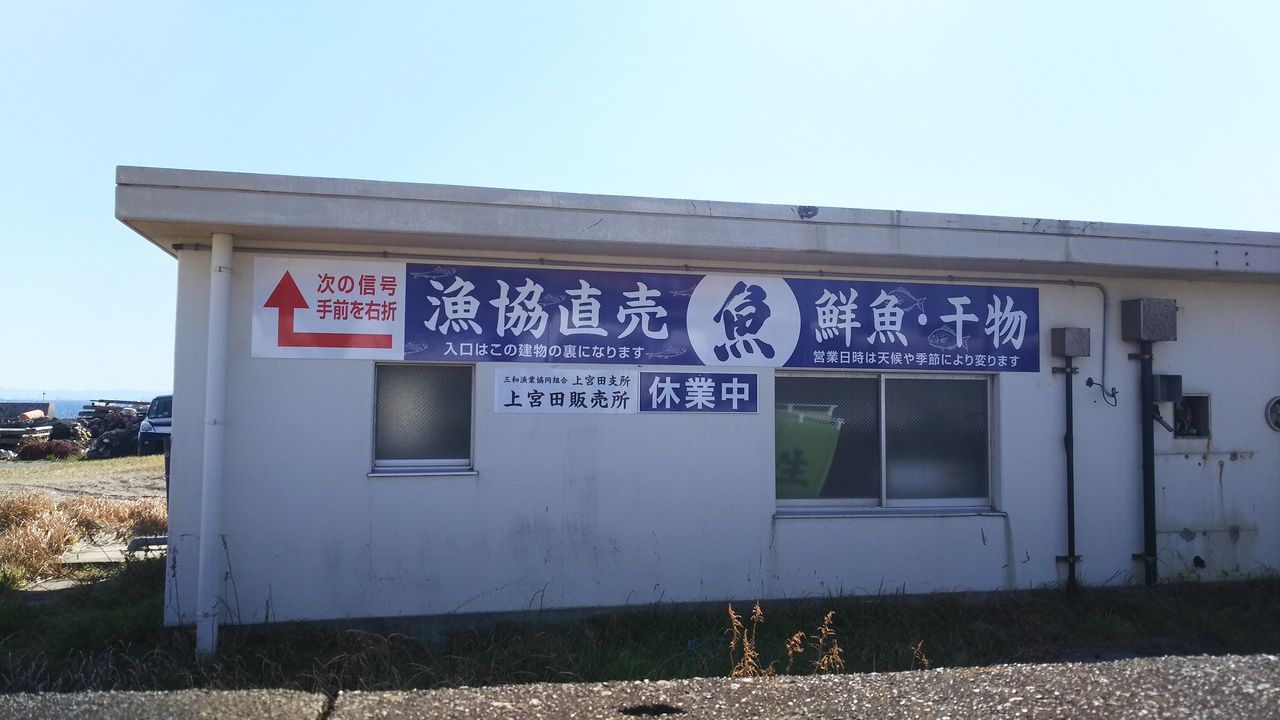 次の信号
手前を右折
漁協直売
入口はこの建物の裏になります
魚
鮮魚・干物
営業日時は天候や季節により変ります
三和漁業協同組合 上宮田支所
上宮田販売所
休業中
生